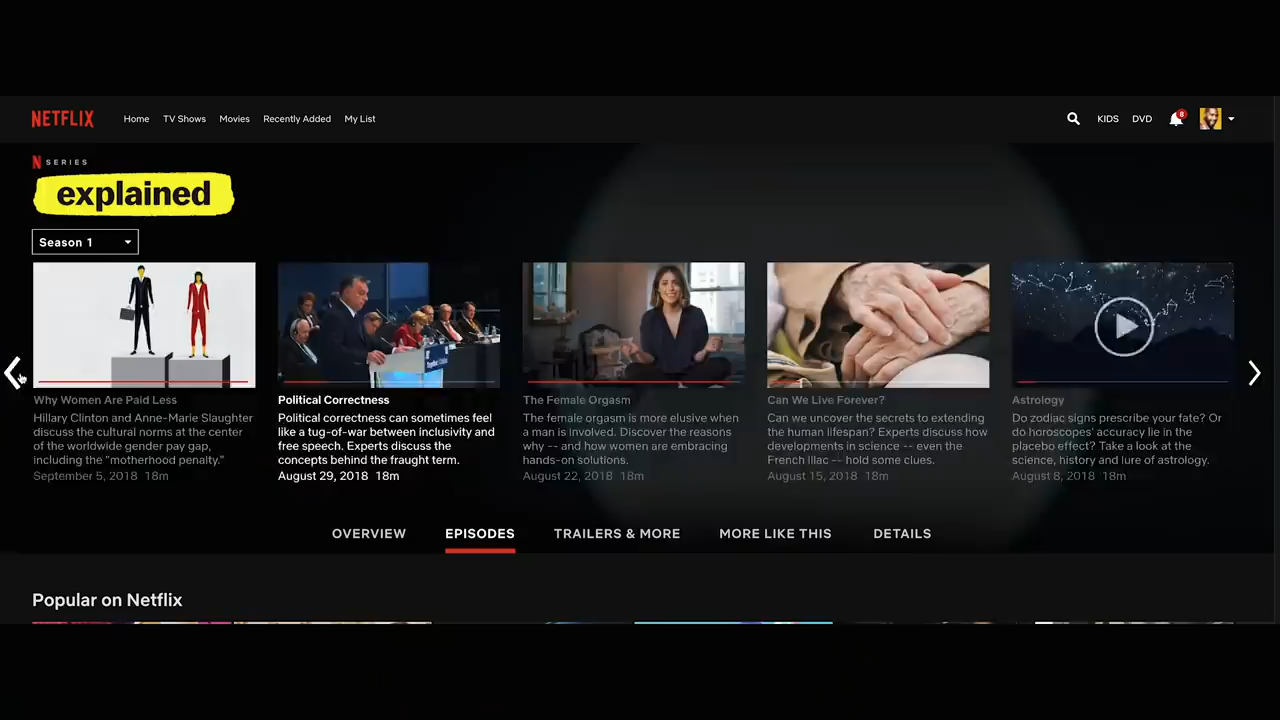 NETFLIX Home TV Shows Movies Recently Added My List KIDS DVD 8
N SERIES
explained
Season 1
Why Women Are Paid Less
Hillary Clinton and Anne-Marie Slaughter
discuss the cultural norms at the center
of the worldwide gender pay gap,
including the "motherhood penalty."
September 5, 2018 18m
Political Correctness
Political correctness can sometimes feel
like a tug-of-war between inclusivity and
free speech. Experts discuss the
concepts behind the fraught term.
August 29, 2018 18m
The Female Orgasm
The female orgasm is more elusive when
a man is involved. Discover the reasons
why -- and how women are embracing
hands-on solutions.
August 22, 2018 18m
Can We Live Forever?
Can we uncover the secrets to extending
the human lifespan? Experts discuss how
developments in science -- even the
French lilac -- hold some clues.
August 15, 2018 18m
Astrology
Do zodiac signs prescribe your fate? Or
do horoscopes' accuracy lie in the
placebo effect? Take a look at the
science, history and lure of astrology.
August 8, 2018 18m
OVERVIEW EPISODES TRAILERS & MORE MORE LIKE THIS DETAILS
Popular on Netflix